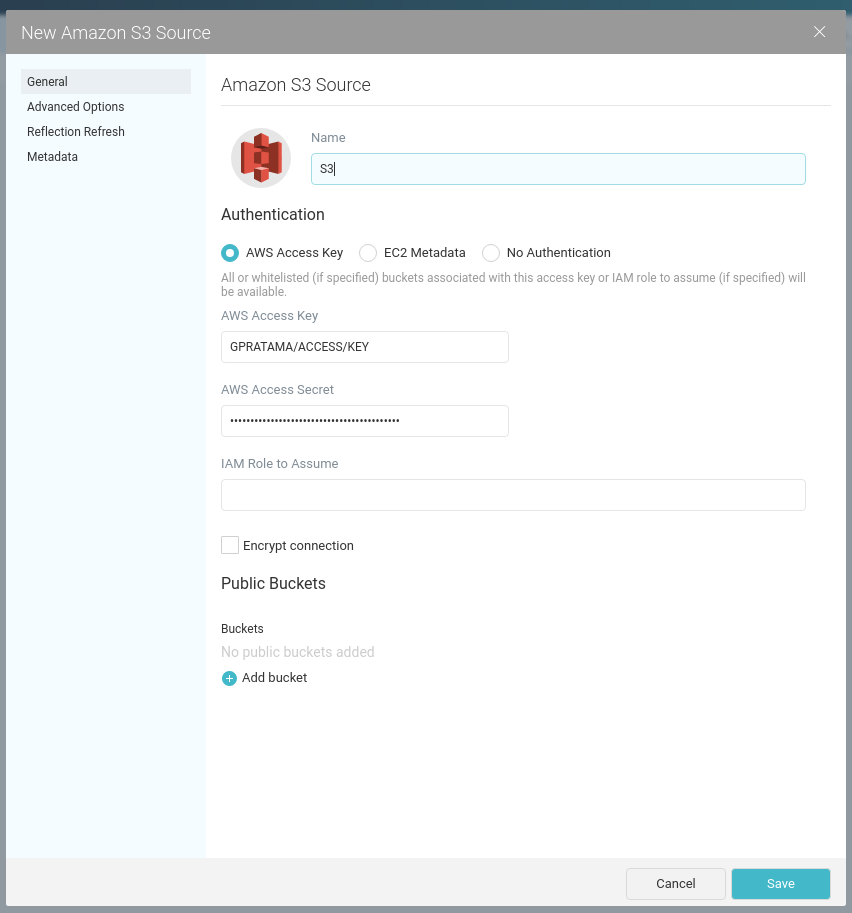 New Amazon S3 Source
General
Advanced Options
Reflection Refresh
Metadata
Amazon S3 Source
Name
S3
Authentication
AWS Access Key EC2 Metadata No Authentication
All or whitelisted (if specified) buckets associated with this access key or IAM role to assume (if specified) will
be available.
AWS Access Key
GPRATAMA/ACCESS/KEY
AWS Access Secret
••••••••••••••••••••••••••••••••••••••••••
IAM Role to Assume
Encrypt connection
Public Buckets
Buckets
No public buckets added
Add bucket
Cancel Save